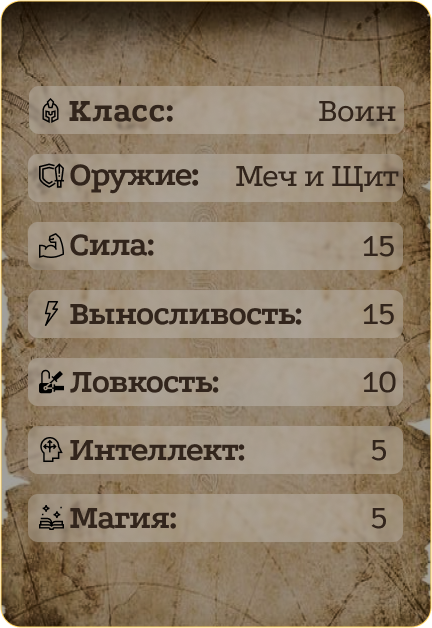 Класс: Воин
Оружие: Меч и Щит
Сила: 15
Выносливость: 15
Ловкость: 10
Интеллект: 5
Магия: 5